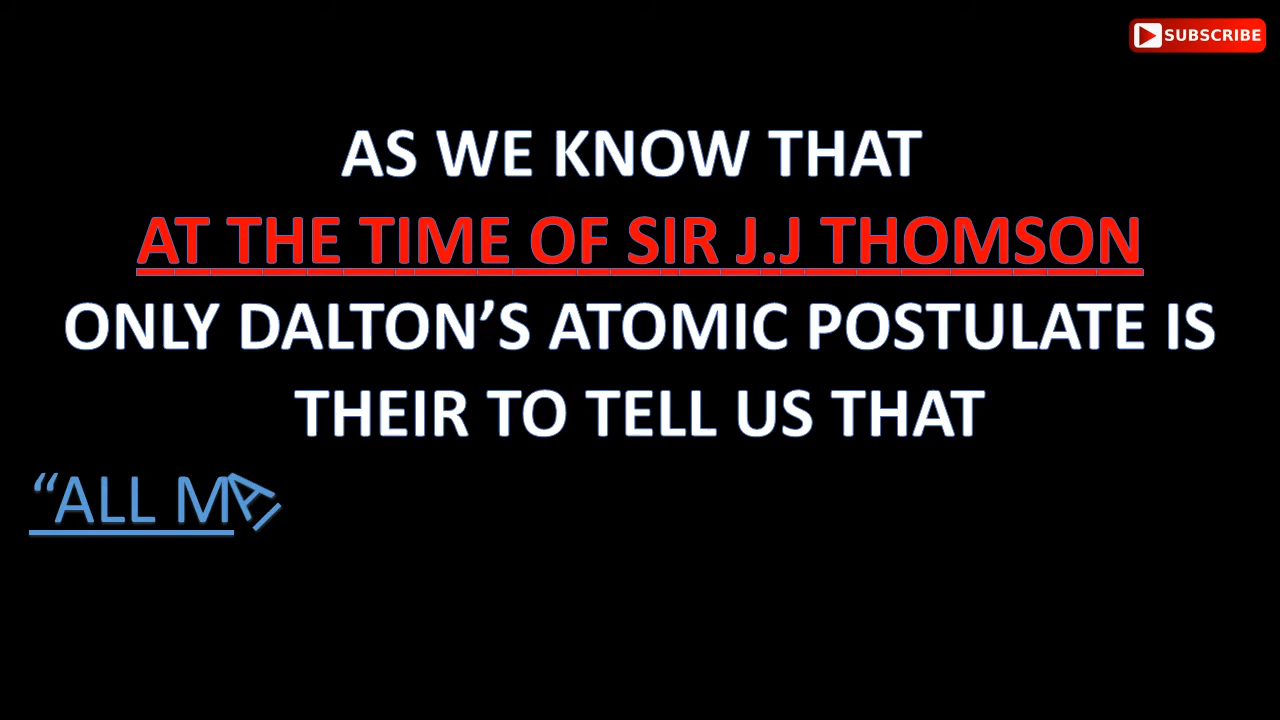 SUBSCRIBE
AS WE KNOW THAT
AT THE TIME OF SIR J.J THOMSON
ONLY DALTON’S ATOMIC POSTULATE IS
THEIR TO TELL US THAT
“ALL MA